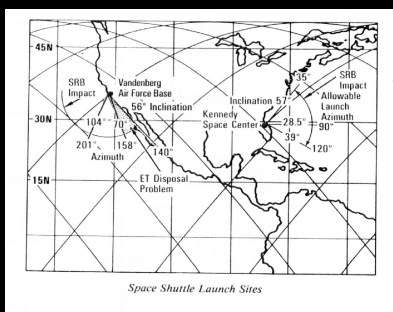 45N
SRB
Impact
Vandenberg
Air Force Base
56° Inclination
35°
SRB
Impact
Allowable
Launch
Azimuth
Inclination 57°
Kennedy
Space Center
28.5°
90°
39°
120°
30N
104°
70°
201°
158°
140°
Azimuth
ET Disposal
Problem
15N
Space Shuttle Launch Sites